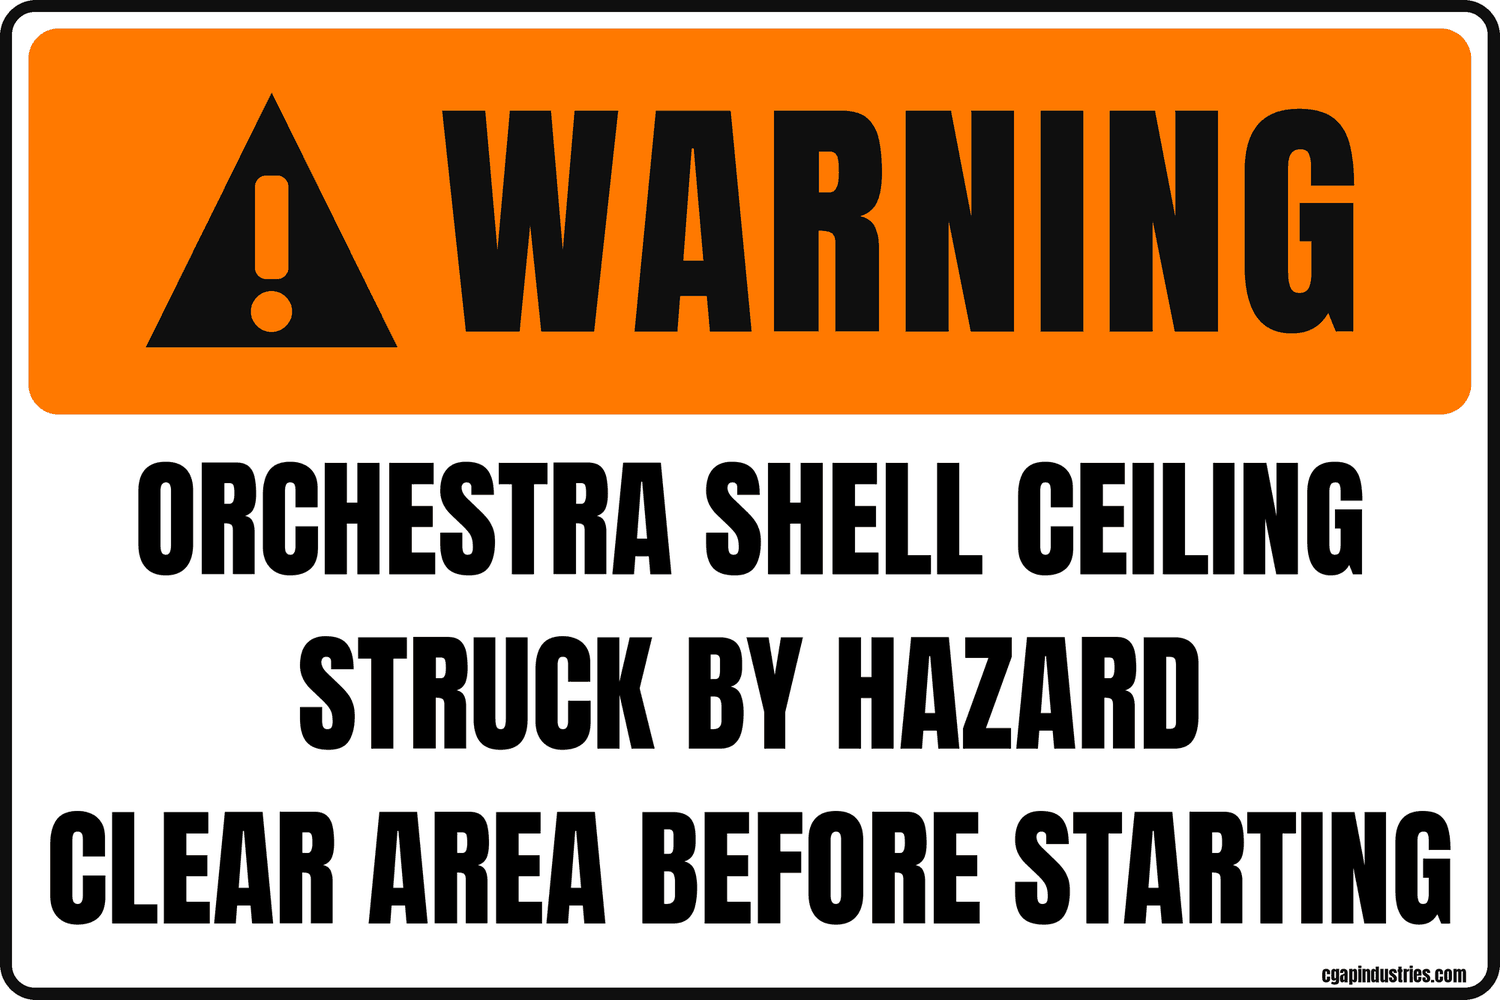 WARNING
ORCHESTRA SHELL CEILING
STRUCK BY HAZARD
CLEAR AREA BEFORE STARTING
cgapindustries.com